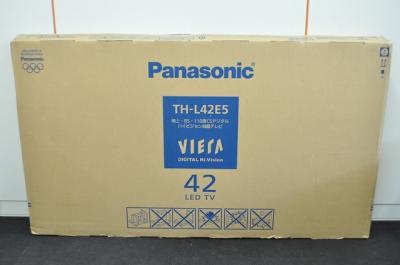 Panasonic
TH-L42E5
地上・BS・110度CSデジタル
ハイビジョン液晶テレビ
VIERA
DIGITAL Hi-Vision
42
LED TV